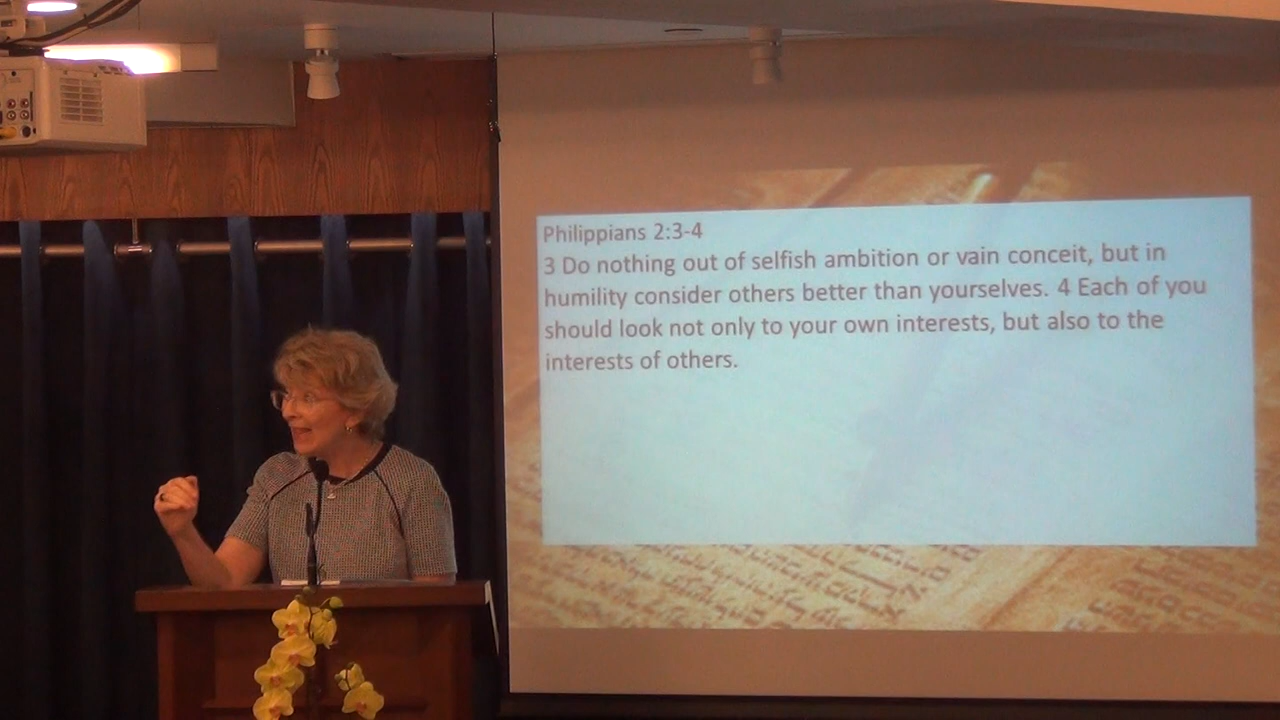 Philippians 2:3-4
3 Do nothing out of selfish ambition or vain conceit, but in
humility consider others better than yourselves. 4 Each of you
should look not only to your own interests, but also to the
interests of others.